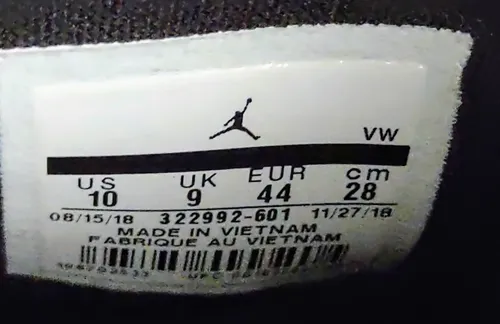 VW
US UK EUR cm
10 9 44 28
08/15/18 322992-601 11/27/18
MADE IN VIETNAM
FABRIQUE AU VIETNAM
UPC